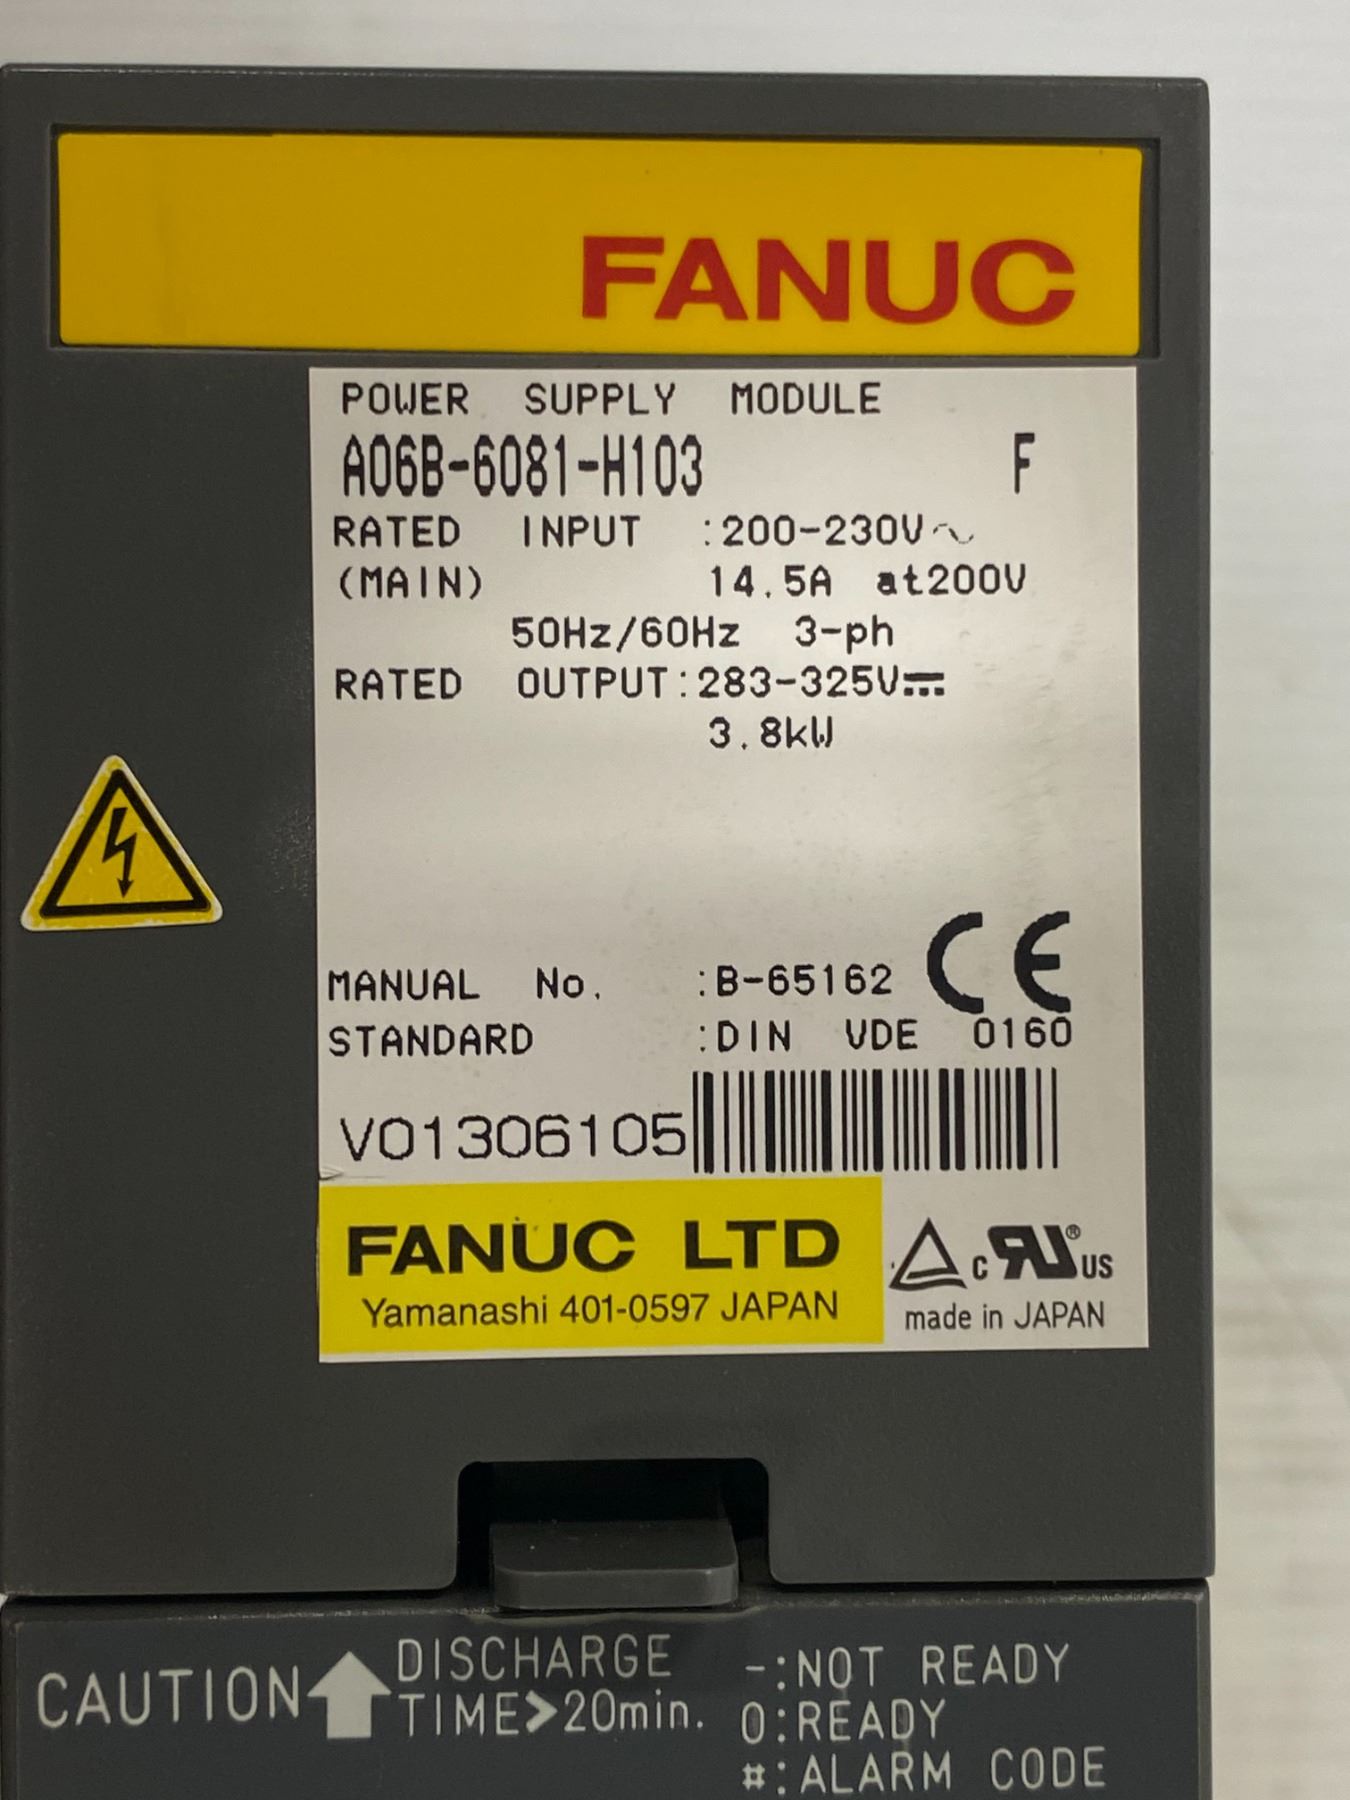 FANUC
POWER SUPPLY MODULE
A06B-6081-H103 F
RATED INPUT :200-230V~
(MAIN) 14.5A at200V
50Hz/60Hz 3-ph
RATED OUTPUT:283-325V⎓
3.8kW
CE
MANUAL No. :B-65162
STANDARD :DIN VDE 0160
V01306105
FANUC LTD
Yamanashi 401-0597 JAPAN
c RU® US
made in JAPAN
CAUTION DISCHARGE
TIME>20min.
-:NOT READY
0:READY
#:ALARM CODE